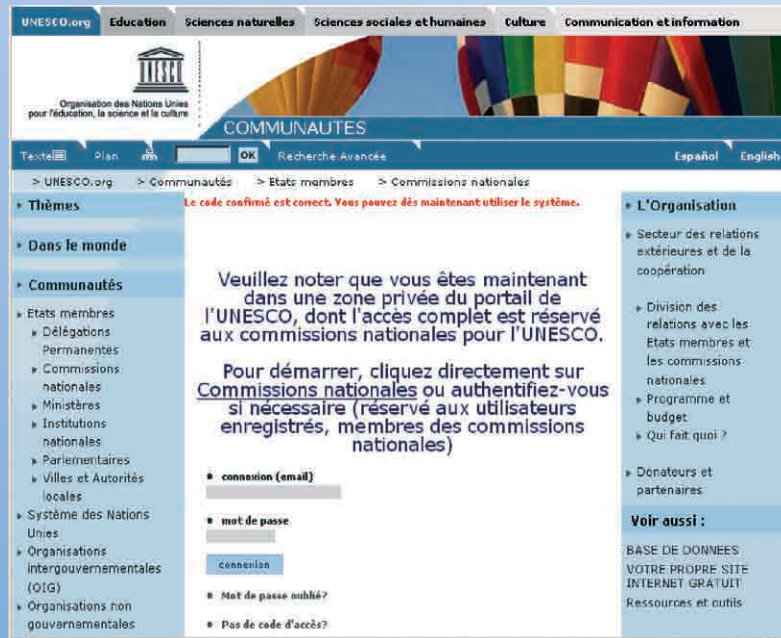 UNESCO.org Education Sciences naturelles Sciences sociales et humaines Culture Communication et information
UNESCO
Organisation des Nations Unies
pour l'éducation, la science et la culture
COMMUNAUTES
Texte Plan OK Recherche Avancée Español English
> UNESCO.org > Communautés > Etats membres > Commissions nationales
Thèmes
Dans le monde
Communautés
Etats membres
Délégations
Permanentes
Commissions
nationales
Ministères
Institutions
nationales
Parlementaires
Villes et Autorités
locales
Système des Nations
Unies
Organisations
intergouvernementales
(OIG)
Organisations non
gouvernementales
Le code confirmé est correct. Vous pouvez dès maintenant utiliser le système.
Veuillez noter que vous êtes maintenant
dans une zone privée du portail de
l'UNESCO, dont l'accès complet est réservé
aux commissions nationales pour l'UNESCO.
Pour démarrer, cliquez directement sur
Commissions nationales ou authentifiez-vous
si nécessaire (réservé aux utilisateurs
enregistrés, membres des commissions
nationales)
connexion (email)
mot de passe
connexion
Mot de passe oublié?
Pas de code d'accès?
L'Organisation
Secteur des relations
extérieures et de la
coopération
Division des
relations avec les
Etats membres et
les commissions
nationales
Programme et
budget
Qui fait quoi ?
Donateurs et
partenaires
Voir aussi :
BASE DE DONNEES
VOTRE PROPRE SITE
INTERNET GRATUIT
Ressources et outils